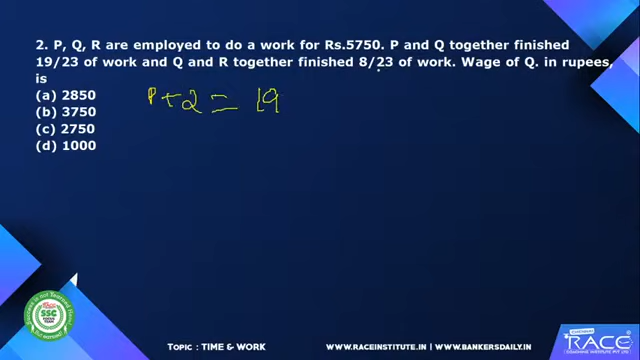 2. P, Q, R are employed to do a work for Rs.5750. P and Q together finished
19/23 of work and Q and R together finished 8/23 of work. Wage of Q. in rupees,
is
(a) 2850
(b) 3750
(c) 2750
(d) 1000
P+2 = 19
TOPIC : TIME & WORK
WWW.RACEINSTITUTE.IN | WWW.BANKERSDAILY.IN
RACE
SSC